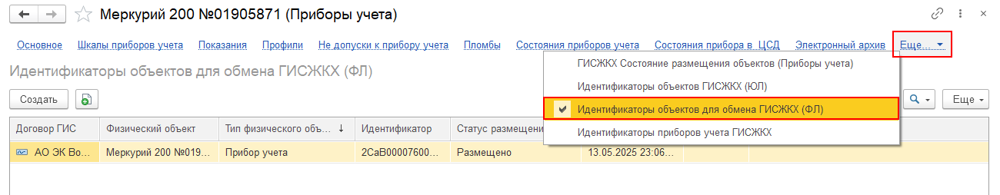 Меркурий 200 №01905871 (Приборы учета)
Основное Шкалы приборов учета Показания Профили Не допуски к прибору учета Пломбы Состояния приборов учета Состояния прибора в ЦСД Электронный архив Еще...
ГИСЖКХ Состояние размещения объектов (Приборы учета)
Идентификаторы объектов для обмена ГИСЖКХ (ФЛ)
Идентификаторы объектов ГИСЖКХ (ЮЛ)
Создать Еще
Идентификаторы объектов для обмена ГИСЖКХ (ФЛ)
Договор ГИС Физический объект Тип физического объ... ↓ Идентификатор Статус размещени
Идентификаторы приборов учета ГИСЖКХ
АО ЭК Во... Меркурий 200 №019... Прибор учета 2CaB00007600... Размещено 13.05.2025 23:06...